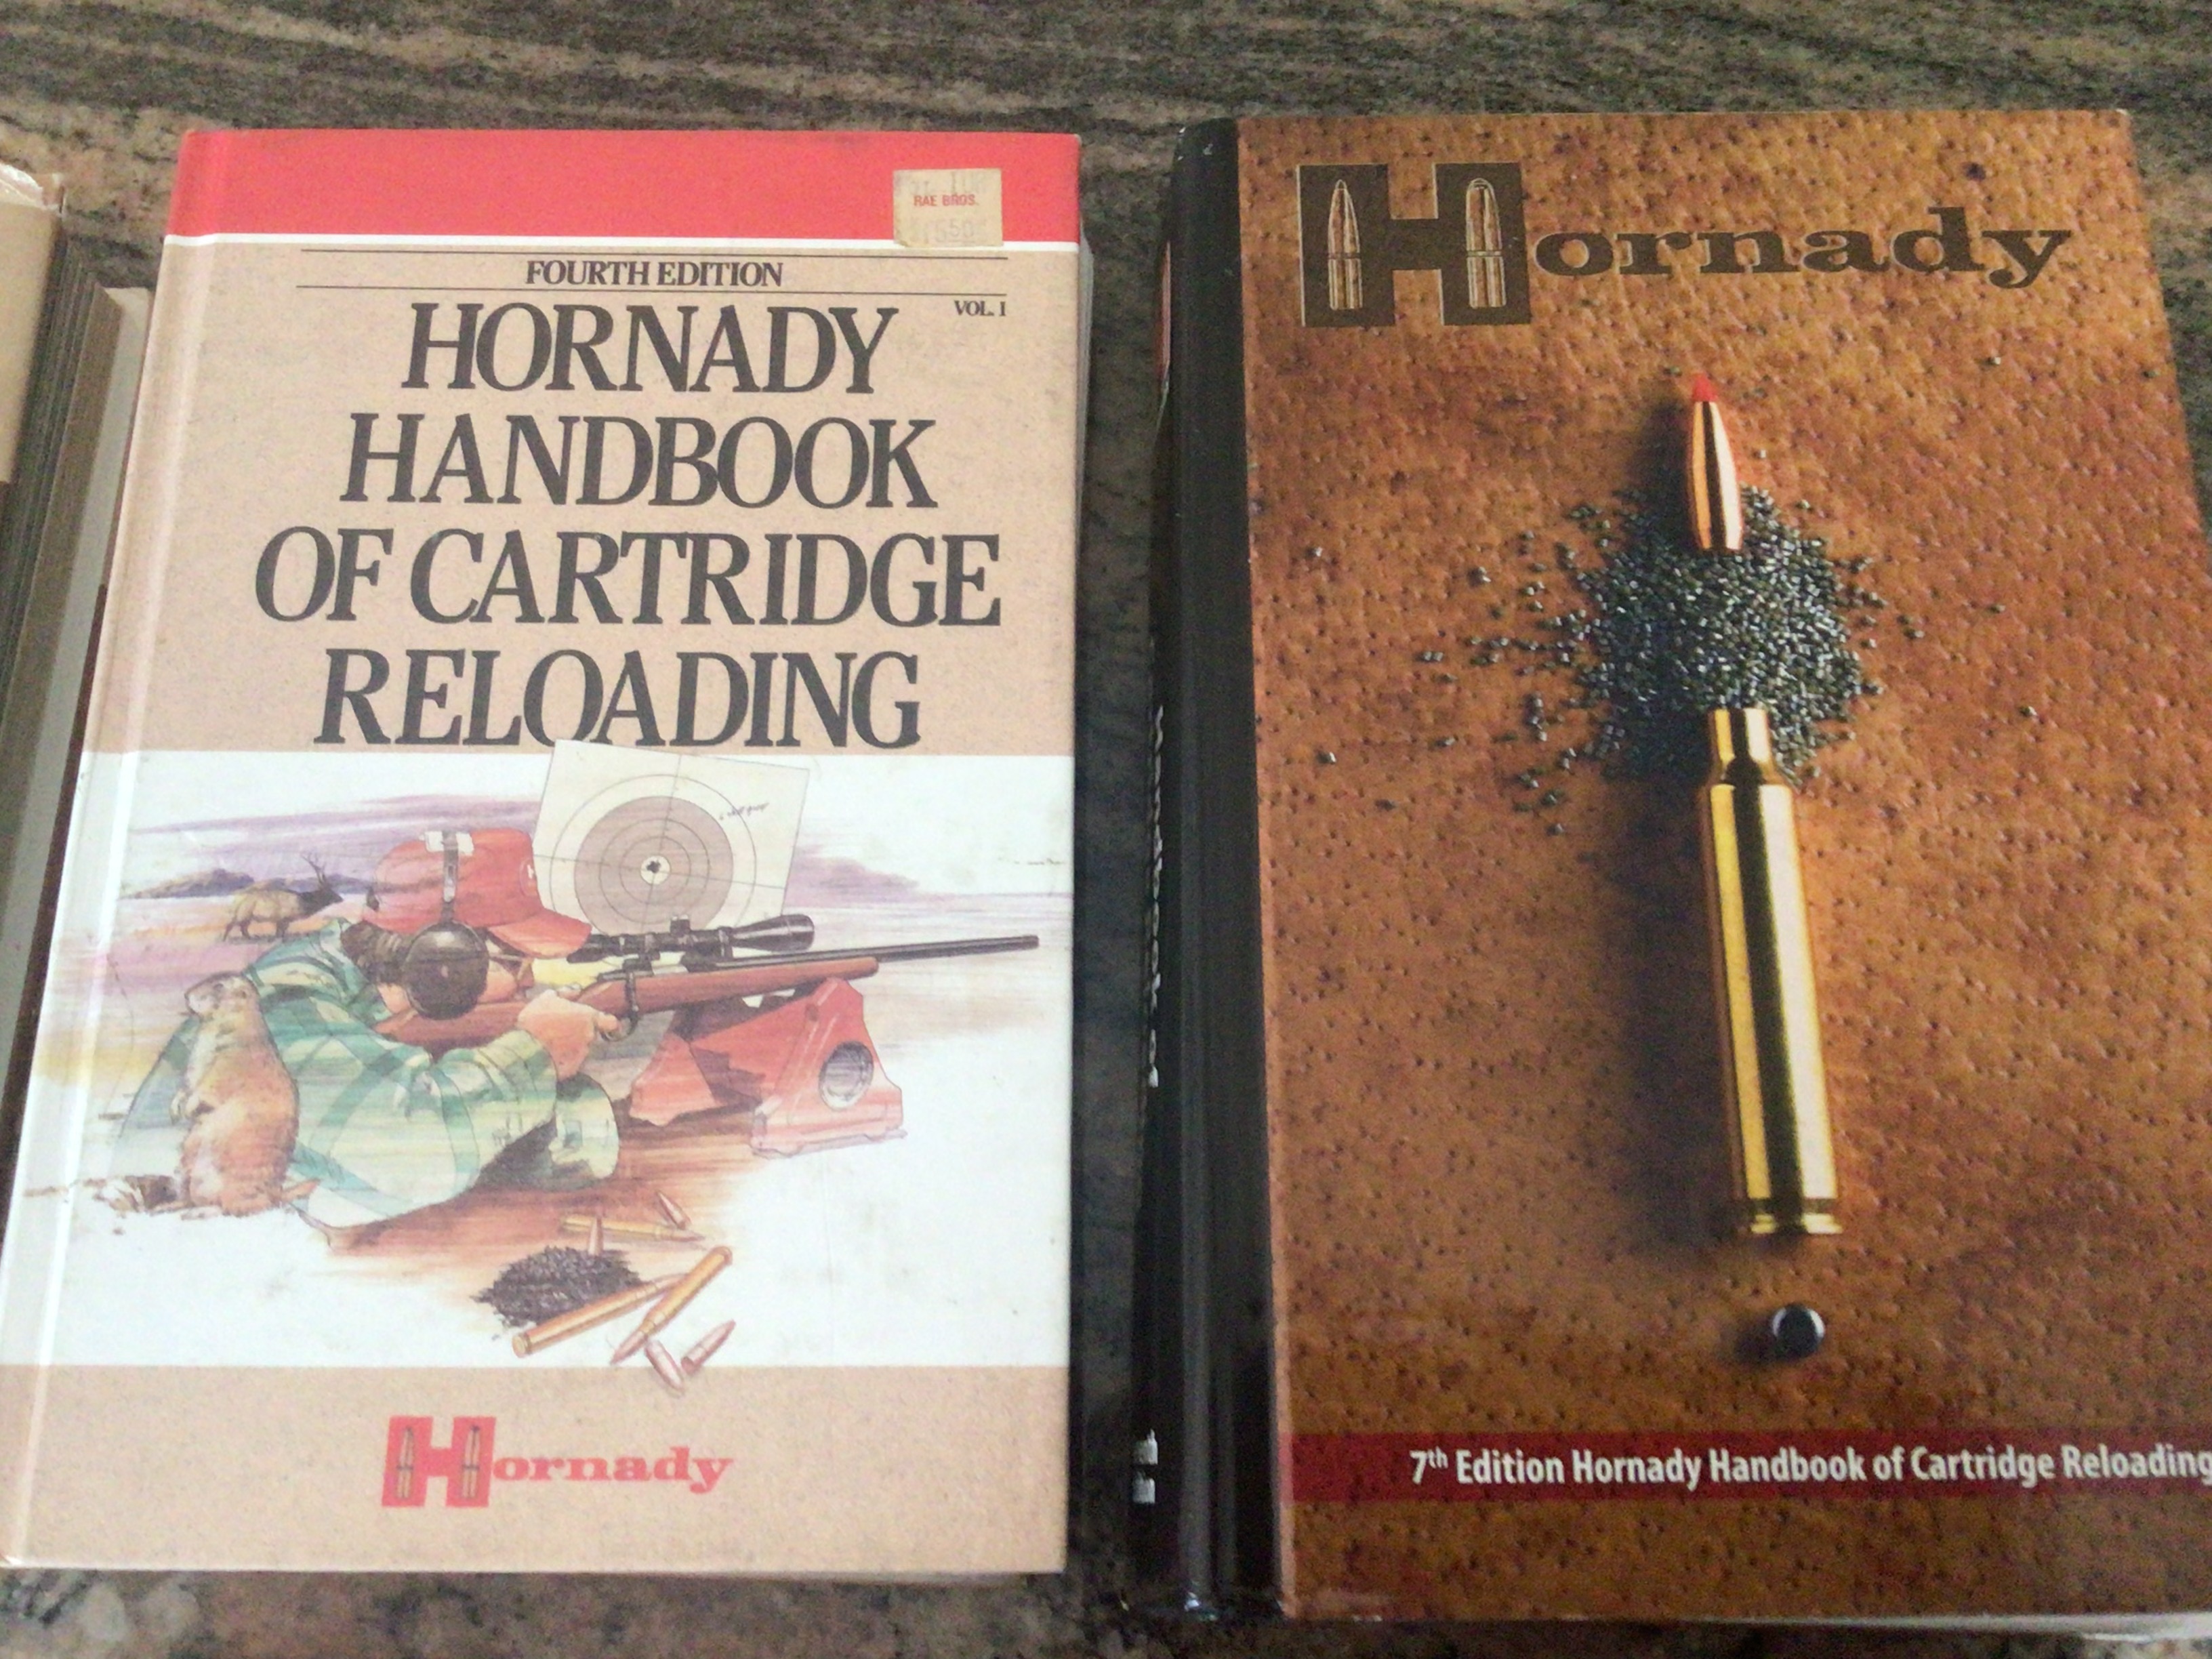 RAE BROS.
FOURTH EDITION
VOL. I
HORNADY
HANDBOOK
OF CARTRIDGE
RELOADING
Hornady
Hornady
7th Edition Hornady Handbook of Cartridge Reloading